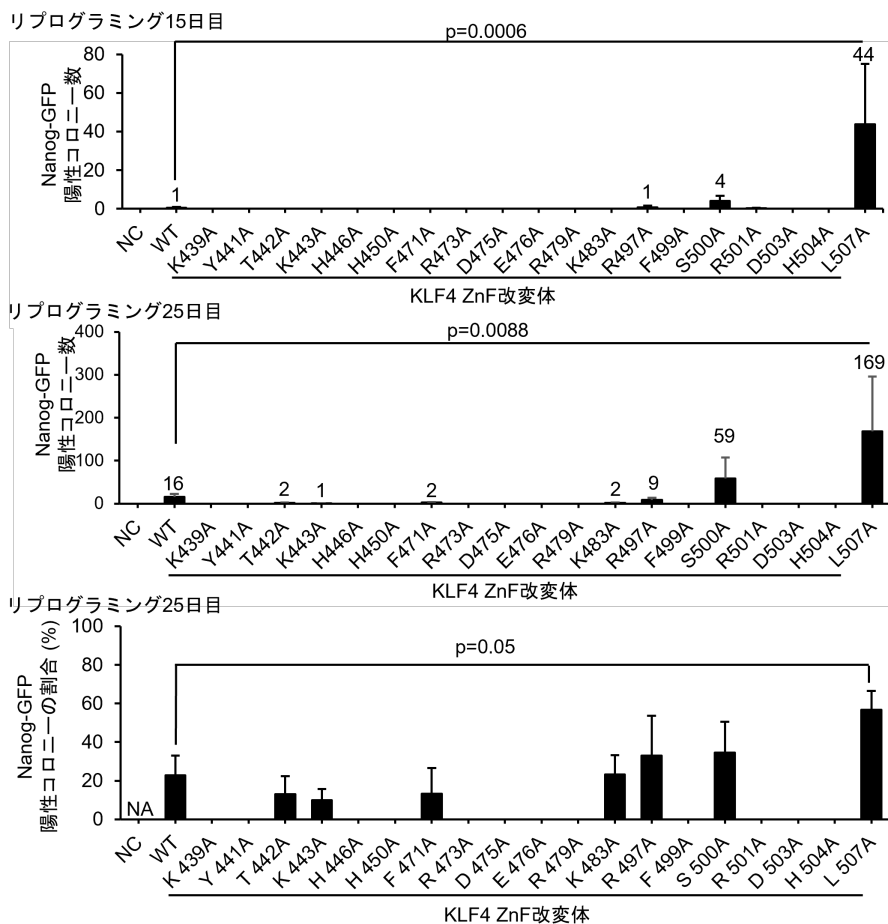 リプログラミング15日目
p=0.0006
Nanog-GFP
陽性コロニー数
80
60
40
20
0
1
1
4
44
NC WT K439A Y441A T442A K443A H446A H450A F471A R473A D475A E476A R479A K483A R497A F499A S500A R501A D503A H504A L507A
KLF4 ZnF改変体
リプログラミング25日目
p=0.0088
Nanog-GFP
陽性コロニー数
400
300
200
100
0
16
2
1
2
2
9
59
169
NC WT K439A Y441A T442A K443A H446A H450A F471A R473A D475A E476A R479A K483A R497A F499A S500A R501A D503A H504A L507A
KLF4 ZnF改変体
リプログラミング25日目
p=0.05
Nanog-GFP
陽性コロニーの割合 (%)
100
80
60
40
20
0
NA
NC WT K 439A Y 441A T 442A K 443A H 446A H 450A F 471A R 473A D 475A E 476A R 479A K 483A R 497A F 499A S 500A R 501A D 503A H 504A L 507A
KLF4 ZnF改変体